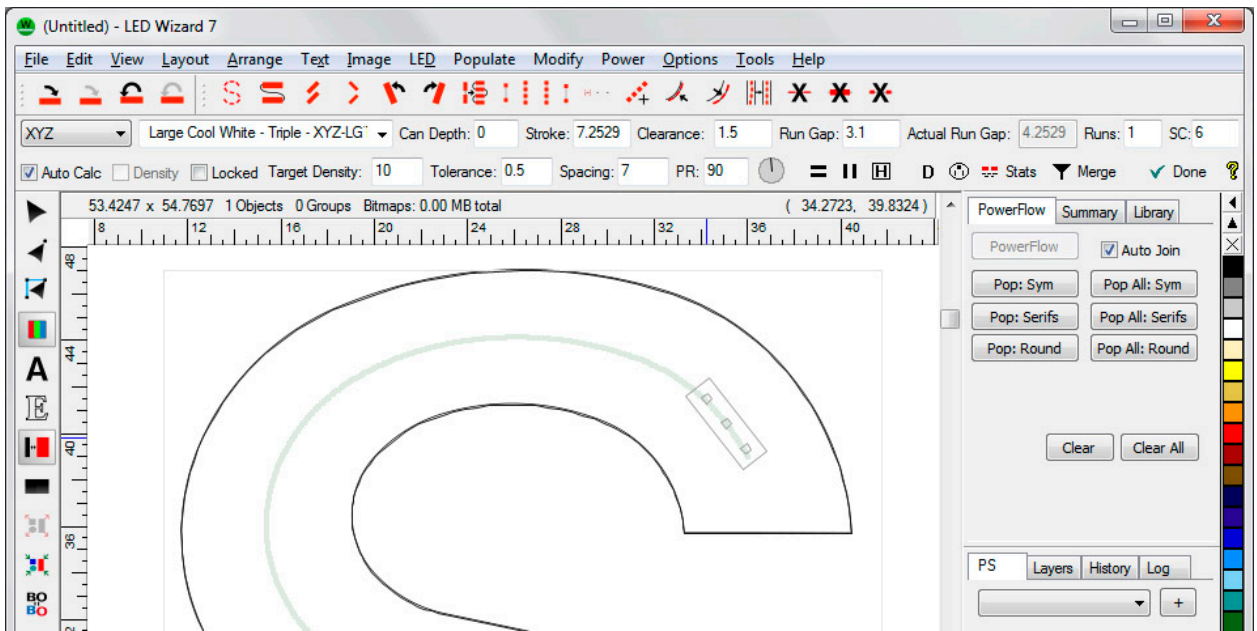 (Untitled) - LED Wizard 7
File Edit View Layout Arrange Text Image LED Populate Modify Power Options Tools Help
XYZ Large Cool White - Triple - XYZ-LG Can Depth: 0 Stroke: 7.2529 Clearance: 1.5 Run Gap: 3.1 Actual Run Gap: 4.2529 Runs: 1 SC: 6
Auto Calc Density Locked Target Density: 10 Tolerance: 0.5 Spacing: 7 PR: 90 H D Stats Merge Done
53.4247 x 54.7697 1 Objects 0 Groups Bitmaps: 0.00 MB total ( 34.2723, 39.8324 )
PowerFlow Summary Library
8 12 16 20 24 28 32 36 40
PowerFlow Auto Join
48
Pop: Sym Pop All: Sym
Pop: Serifs Pop All: Serifs
44
Pop: Round Pop All: Round
A
E
40
Clear Clear All
36
PS Layers History Log
BO
BO
+